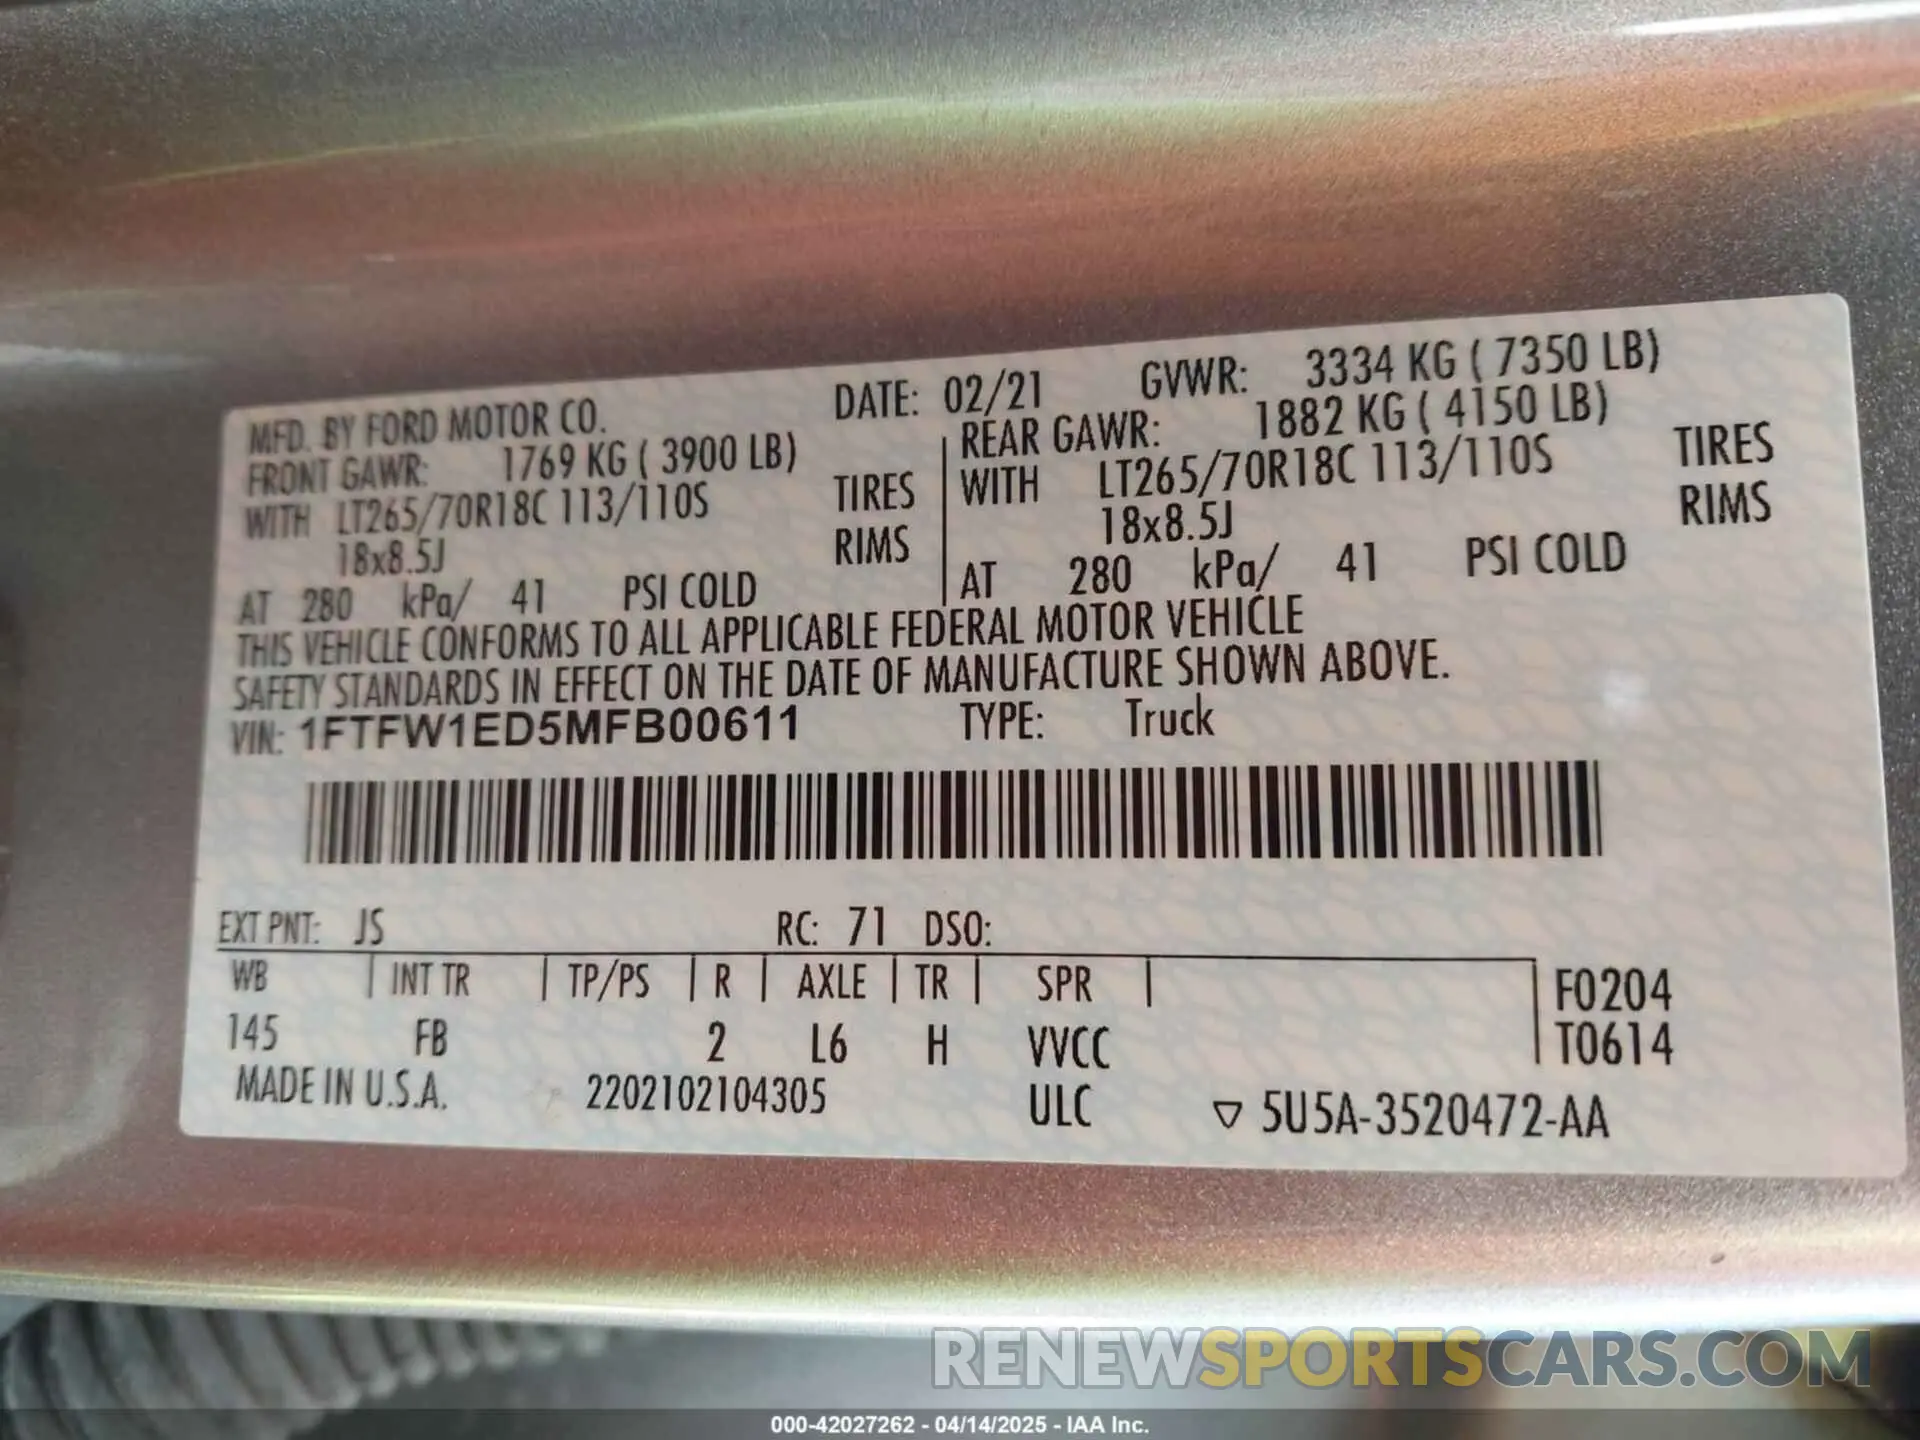 MFD. BY FORD MOTOR CO. DATE: 02/21 GVWR: 3334 KG ( 7350 LB)
FRONT GAWR: 1769 KG ( 3900 LB) REAR GAWR: 1882 KG ( 4150 LB)
WITH LT265/70R18C 113/110S TIRES WITH LT265/70R18C 113/110S TIRES
18x8.5J RIMS 18x8.5J RIMS
AT 280 kPa/ 41 PSI COLD AT 280 kPa/ 41 PSI COLD
THIS VEHICLE CONFORMS TO ALL APPLICABLE FEDERAL MOTOR VEHICLE
SAFETY STANDARDS IN EFFECT ON THE DATE OF MANUFACTURE SHOWN ABOVE.
VIN: 1FTFW1ED5MFB00611 TYPE: Truck
EXT PNT: JS RC: 71 DSO:
WB INT TR TP/PS R AXLE TR SPR F0204
145 FB 2 L6 H VVCC T0614
MADE IN U.S.A. 2202102104305 ULC ▽ 5U5A-3520472-AA
RENEWSPORTSCARS.COM
000-42027262 - 04/14/2025 - IAA Inc.